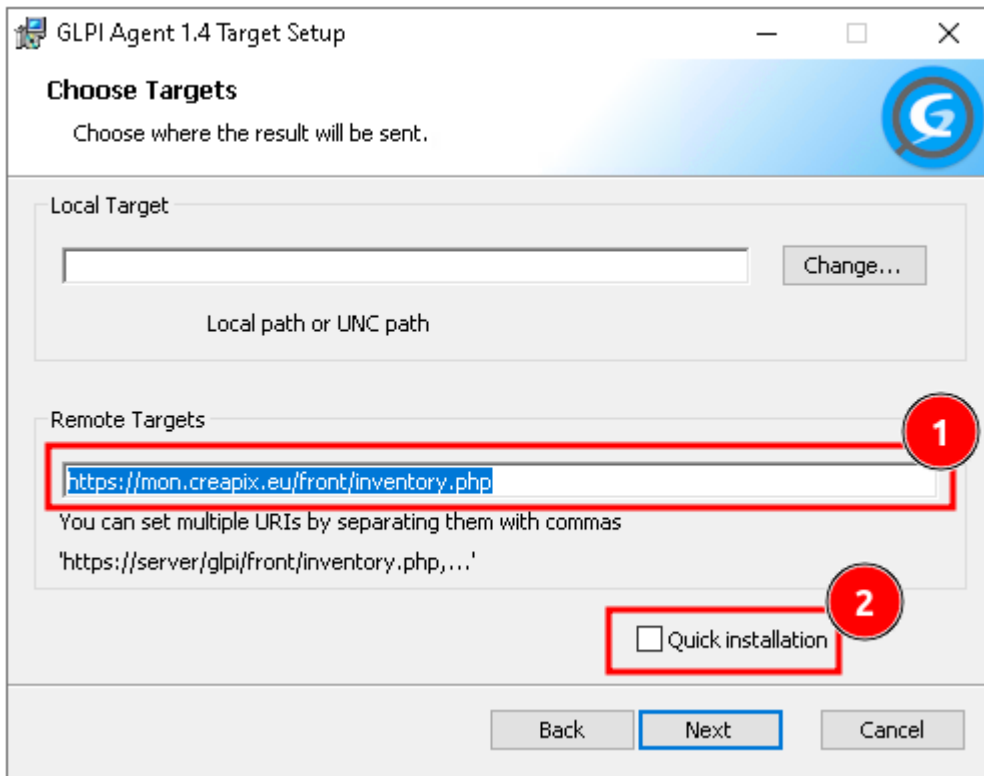 GLPI Agent 1.4 Target Setup
Choose Targets
Choose where the result will be sent.
Local Target
Change...
Local path or UNC path
Remote Targets
1
https://mon.creapix.eu/front/inventory.php
You can set multiple URIs by separating them with commas
'https://server/glpi/front/inventory.php,...'
2
Quick installation
Back
Next
Cancel